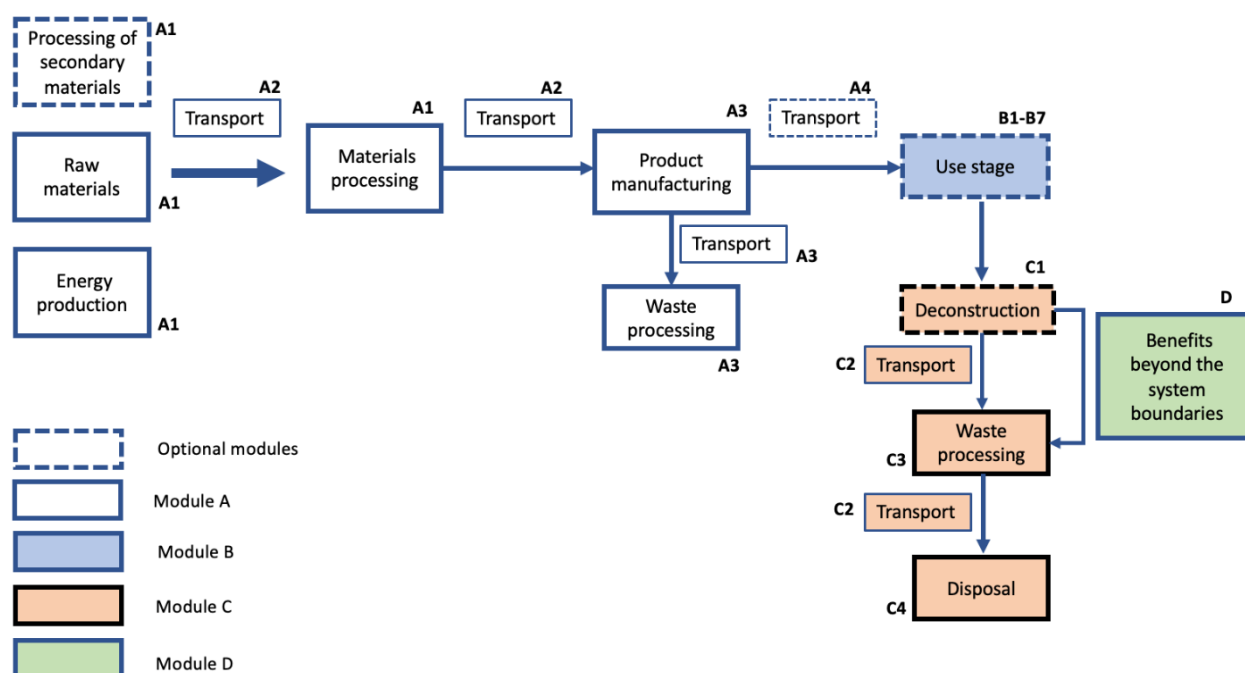 Processing of
secondary
materials
A1
Raw
materials
A1
Energy
production
A1
A2
Transport
A1
Materials
processing
A2
Transport
A3
Product
manufacturing
Transport
A3
Waste
processing
A3
A4
Transport
B1-B7
Use stage
C1
Deconstruction
C2
Transport
Waste
processing
C3
C2
Transport
Disposal
C4
D
Benefits
beyond the
system
boundaries
Optional modules
Module A
Module B
Module C
Module D